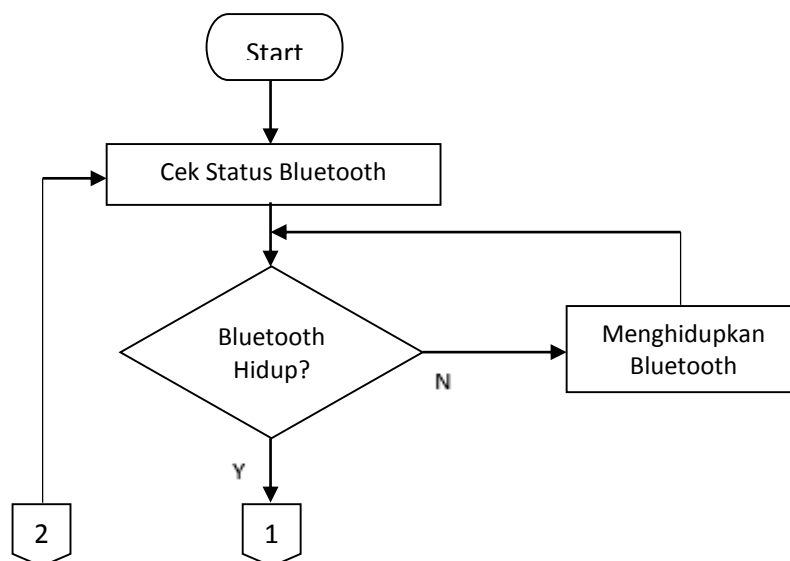 Start
Cek Status Bluetooth
Bluetooth
Hidup?
N
Menghidupkan
Bluetooth
Y
2
1